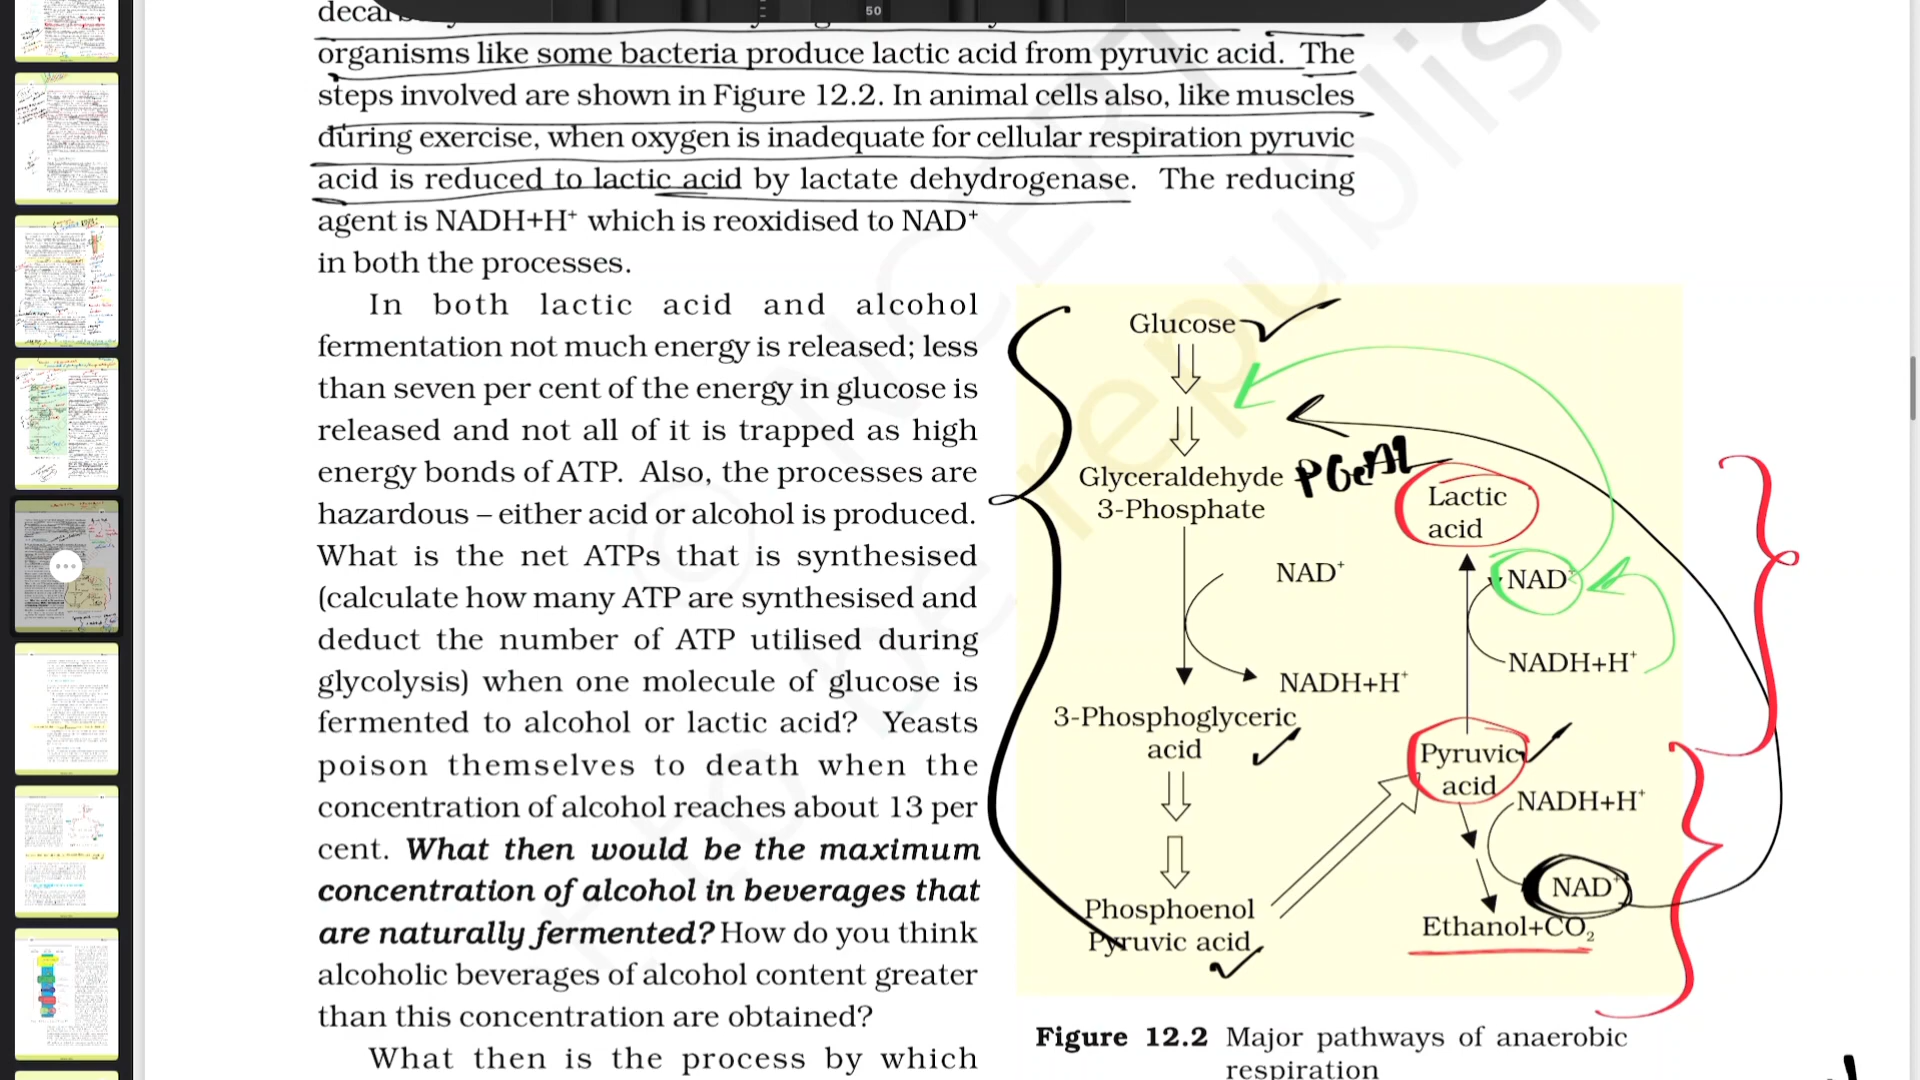 50
organisms like some bacteria produce lactic acid from pyruvic acid. The
steps involved are shown in Figure 12.2. In animal cells also, like muscles
during exercise, when oxygen is inadequate for cellular respiration pyruvic
acid is reduced to lactic acid by lactate dehydrogenase. The reducing
agent is NADH+H⁺ which is reoxidised to NAD⁺
in both the processes.
In both lactic acid and alcohol
fermentation not much energy is released; less
than seven per cent of the energy in glucose is
released and not all of it is trapped as high
energy bonds of ATP. Also, the processes are
hazardous – either acid or alcohol is produced.
What is the net ATPs that is synthesised
(calculate how many ATP are synthesised and
deduct the number of ATP utilised during
glycolysis) when one molecule of glucose is
fermented to alcohol or lactic acid? Yeasts
poison themselves to death when the
concentration of alcohol reaches about 13 per
cent. What then would be the maximum
concentration of alcohol in beverages that
are naturally fermented? How do you think
alcoholic beverages of alcohol content greater
than this concentration are obtained?
What then is the process by which
Glucose
Glyceraldehyde
3-Phosphate
PGAL
NAD⁺
NADH+H⁺
3-Phosphoglyceric
acid
Phosphoenol
Pyruvic acid
Lactic
acid
NAD⁺
NADH+H⁺
Pyruvic
acid
NADH+H⁺
NAD⁺
Ethanol+CO₂
Figure 12.2 Major pathways of anaerobic
respiration